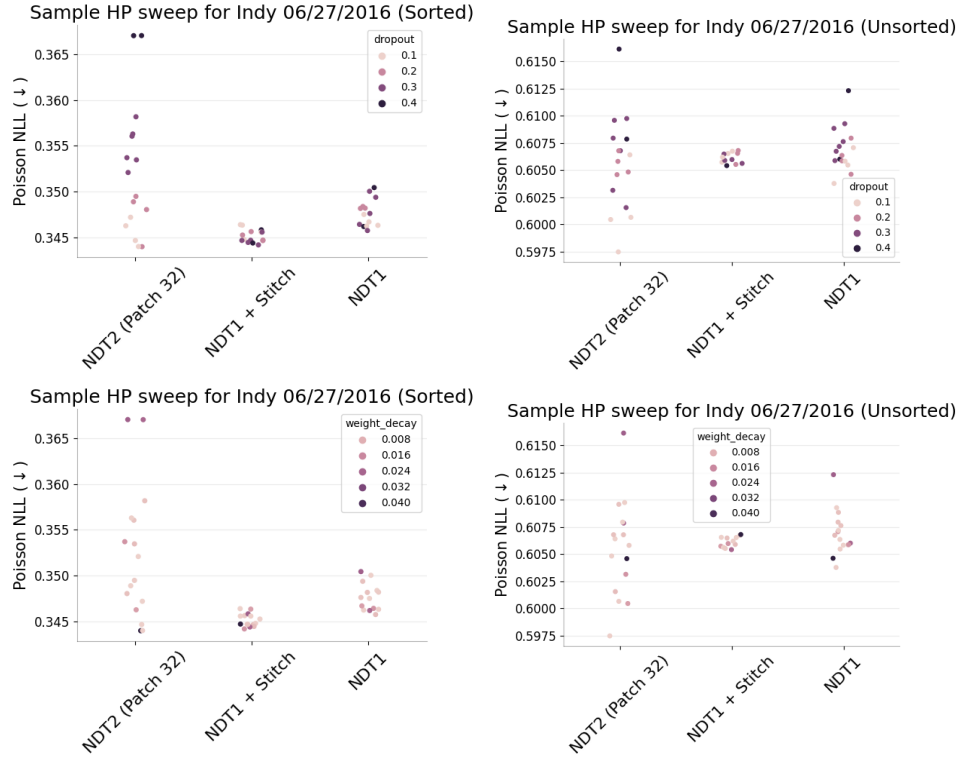 Sample HP sweep for Indy 06/27/2016 (Sorted)
Poisson NLL ( ↓ )
0.365
0.360
0.355
0.350
0.345
dropout
0.1
0.2
0.3
0.4
NDT2 (Patch 32)
NDT1 + Stitch
NDT1
Sample HP sweep for Indy 06/27/2016 (Unsorted)
Poisson NLL ( ↓ )
0.6150
0.6125
0.6100
0.6075
0.6050
0.6025
0.6000
0.5975
dropout
0.1
0.2
0.3
0.4
NDT2 (Patch 32)
NDT1 + Stitch
NDT1
Sample HP sweep for Indy 06/27/2016 (Sorted)
Poisson NLL ( ↓ )
0.365
0.360
0.355
0.350
0.345
weight_decay
0.008
0.016
0.024
0.032
0.040
NDT2 (Patch 32)
NDT1 + Stitch
NDT1
Sample HP sweep for Indy 06/27/2016 (Unsorted)
Poisson NLL ( ↓ )
0.6150
0.6125
0.6100
0.6075
0.6050
0.6025
0.6000
0.5975
weight_decay
0.008
0.016
0.024
0.032
0.040
NDT2 (Patch 32)
NDT1 + Stitch
NDT1